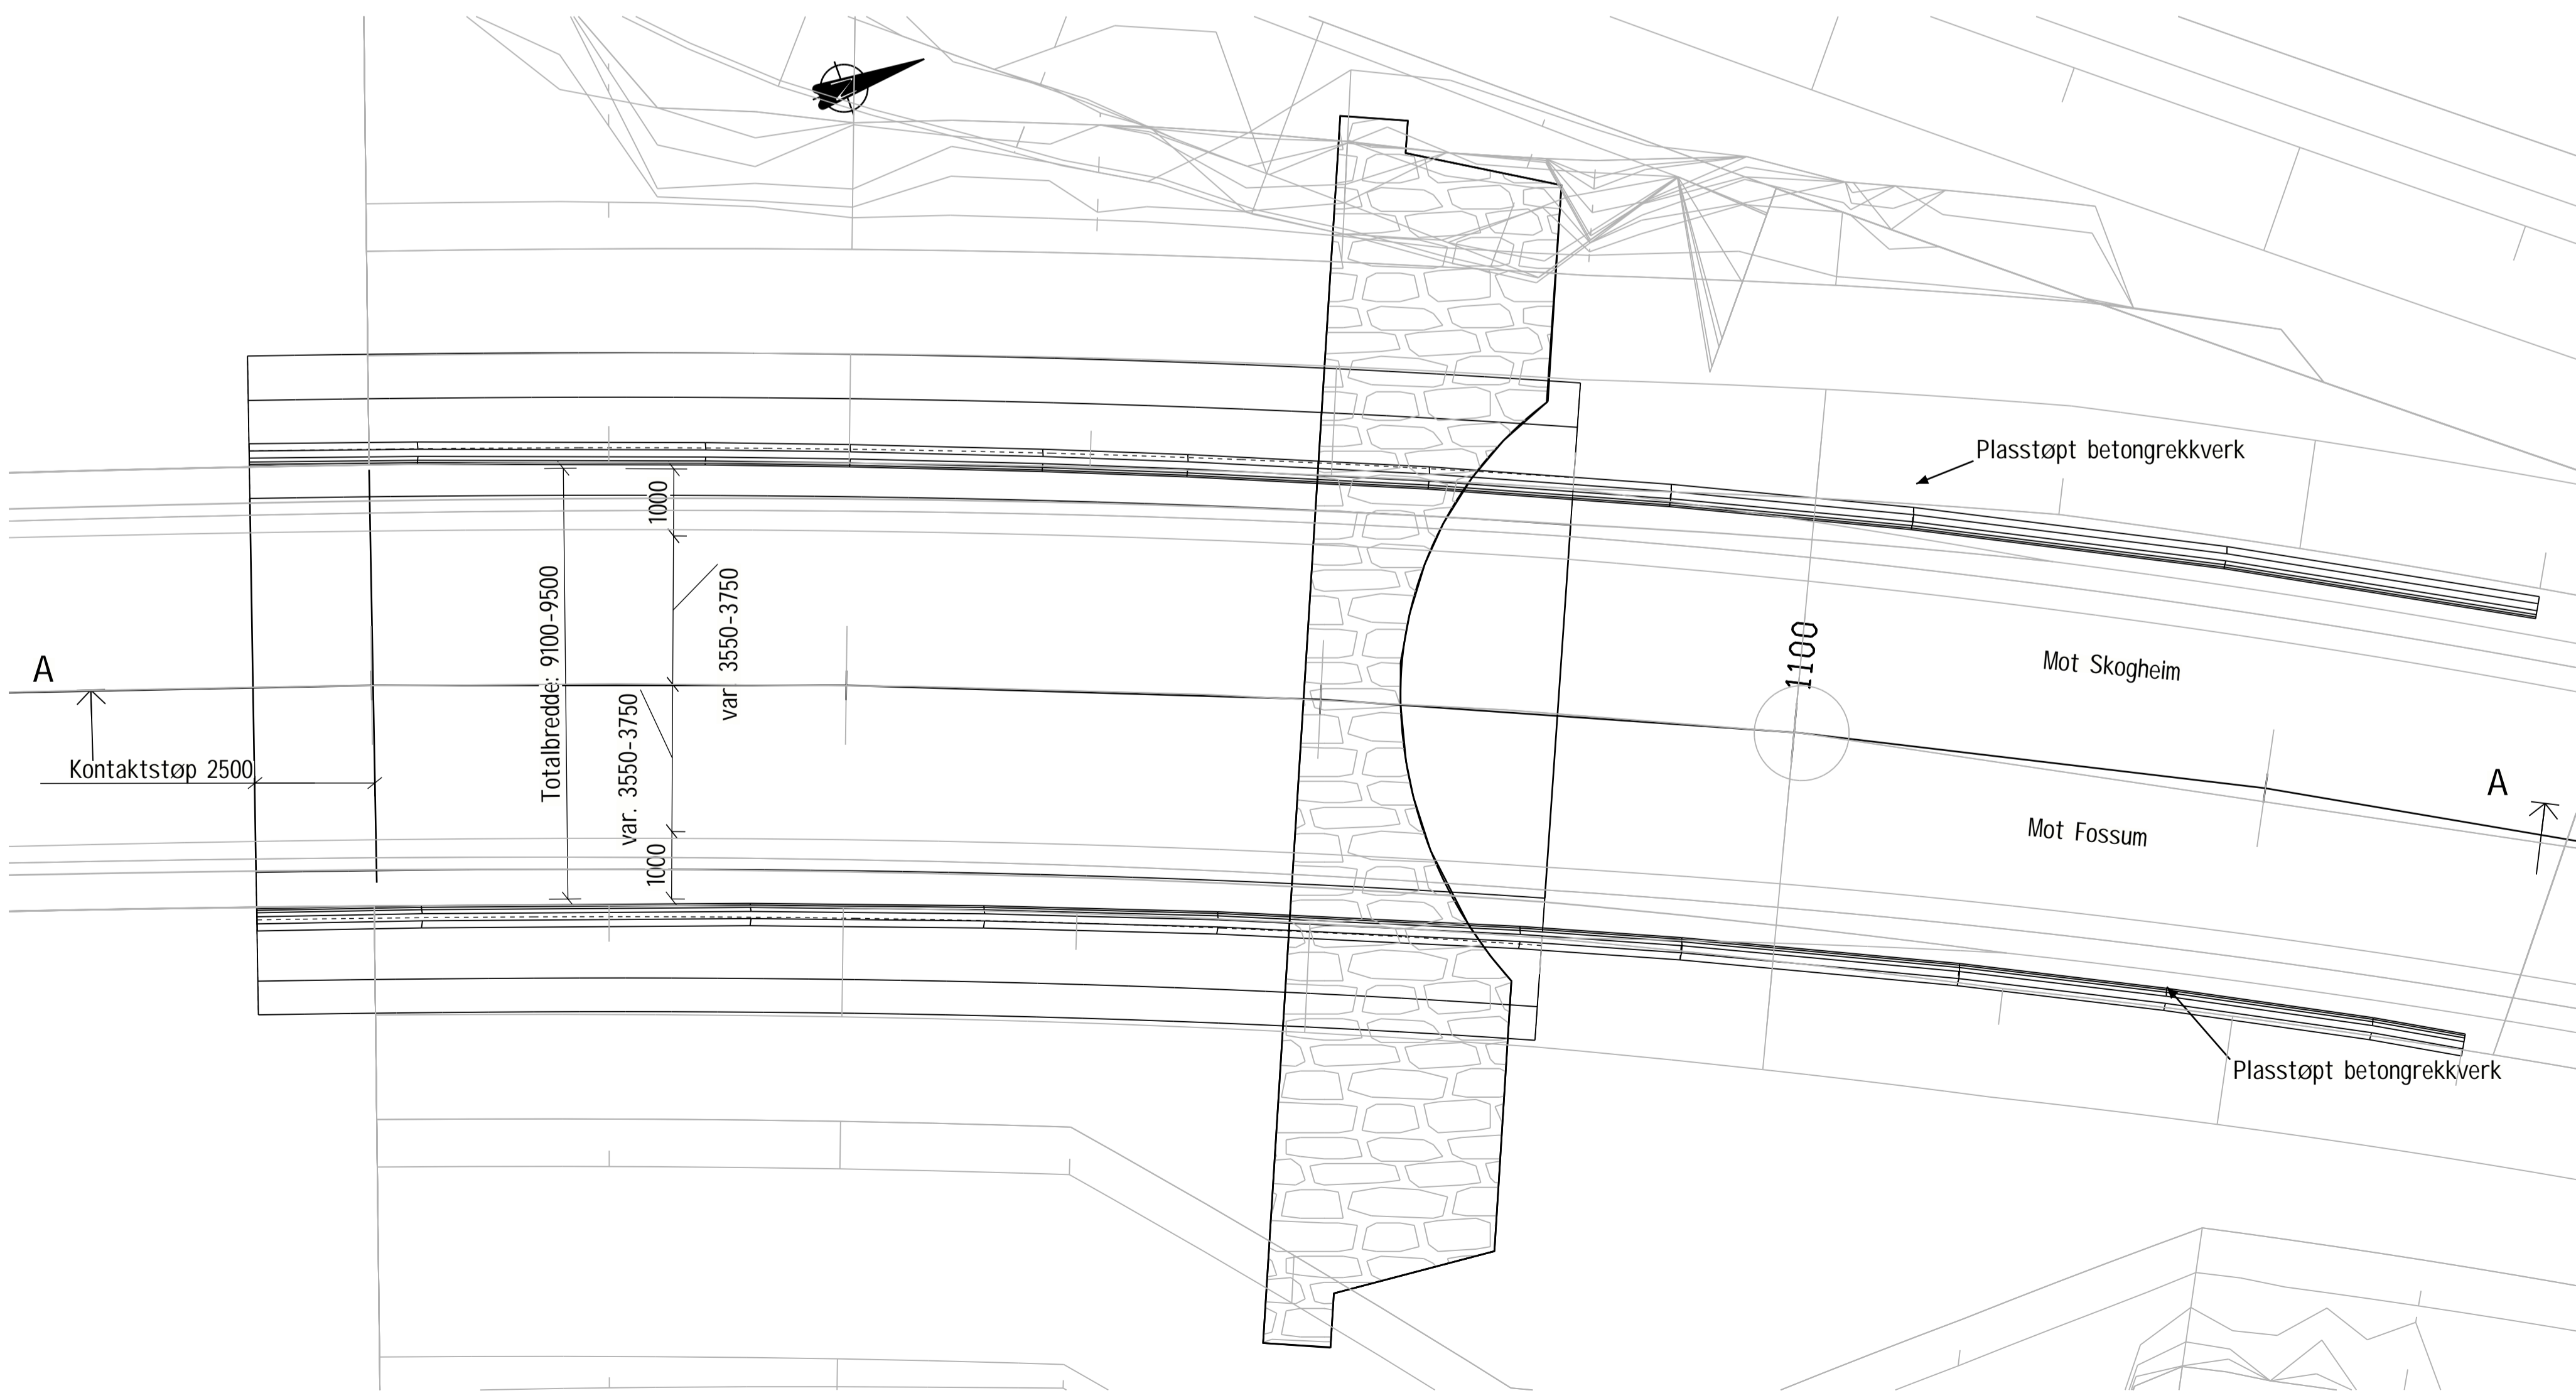 Plasstøpt betongrekkverk
1000
Totalbredde: 9100-9500
var. 3550-3750
1100
A
Mot Skogheim
var. 3550-3750
Kontaktstøp 2500
A
Mot Fossum
1000
Plasstøpt betongrekkverk